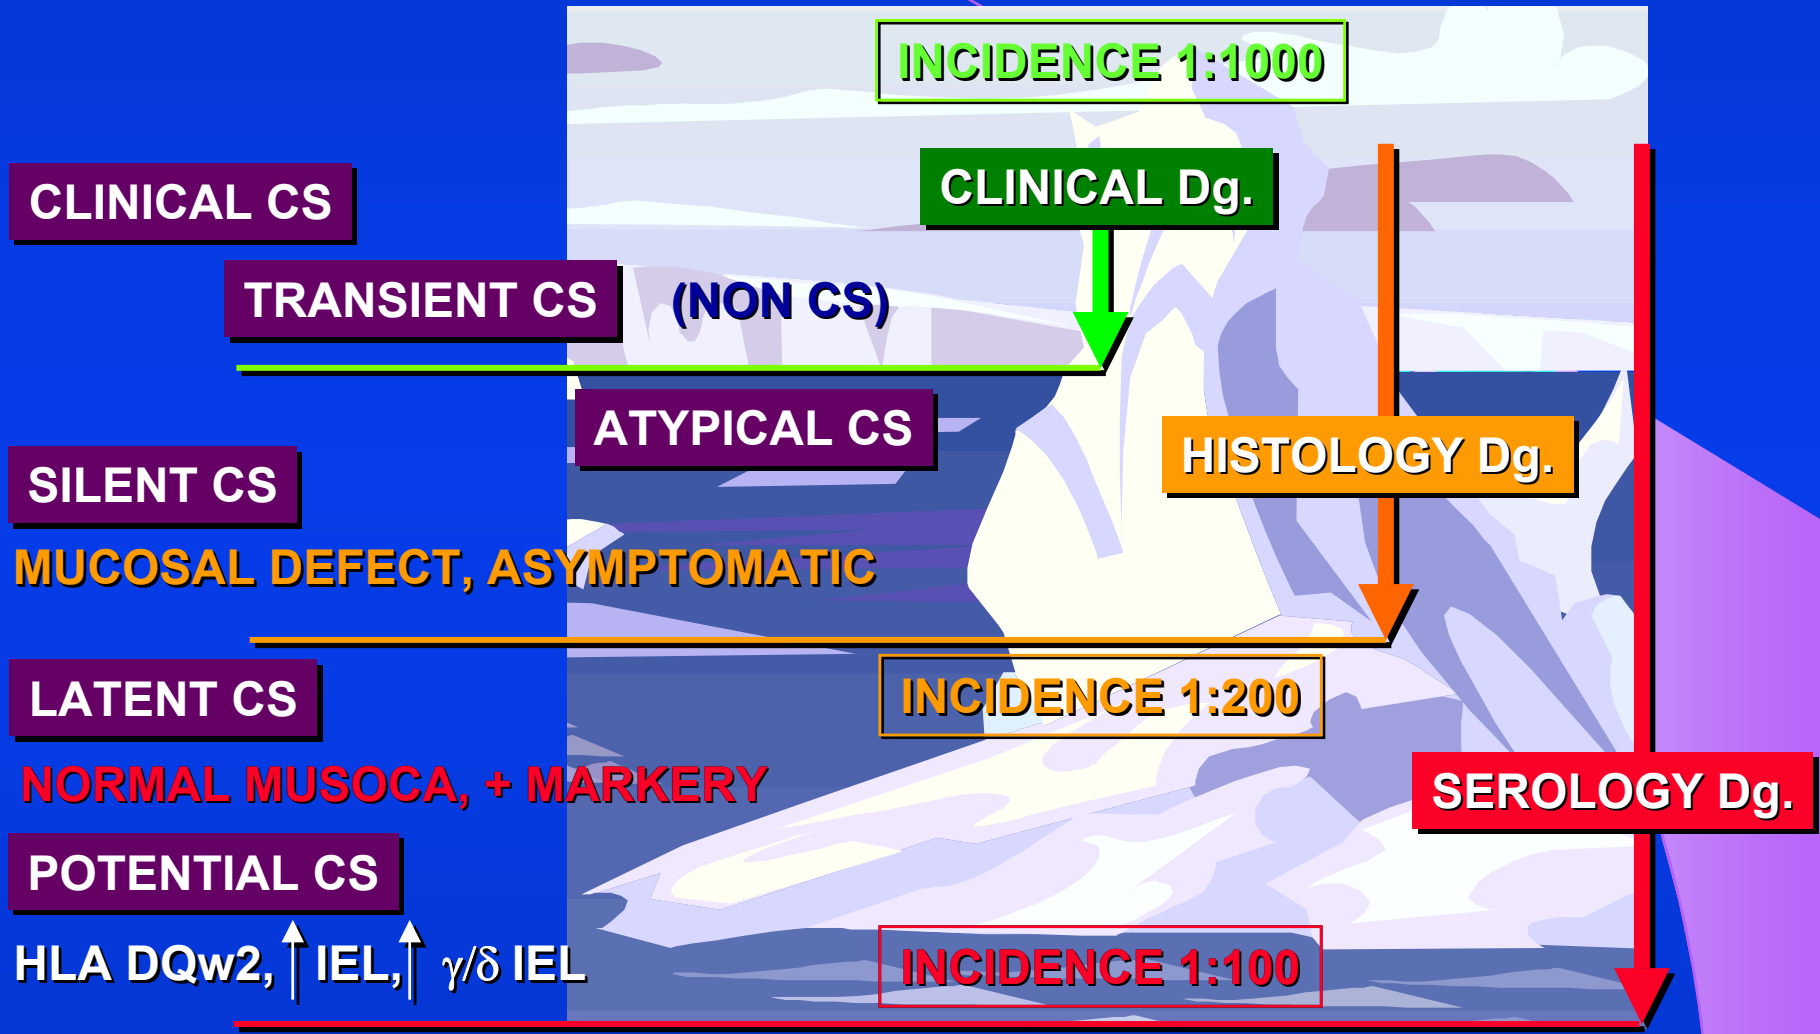 INCIDENCE 1:1000
CLINICAL CS
CLINICAL Dg.
TRANSIENT CS (NON CS)
ATYPICAL CS
HISTOLOGY Dg.
SILENT CS
MUCOSAL DEFECT, ASYMPTOMATIC
LATENT CS
INCIDENCE 1:200
NORMAL MUSOCA, + MARKERY
SEROLOGY Dg.
POTENTIAL CS
HLA DQw2, ↑ IEL, ↑ γ/δ IEL
INCIDENCE 1:100